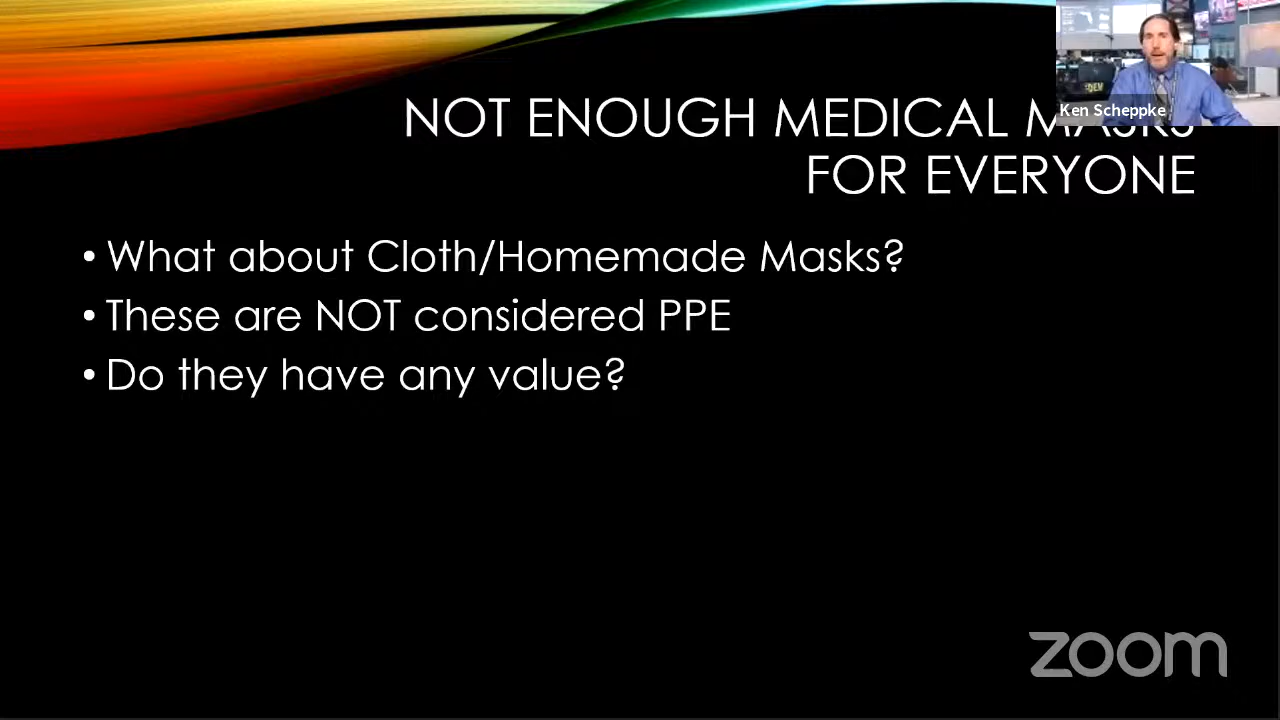 Ken Scheppke
NOT ENOUGH MEDICAL MASKS
FOR EVERYONE
• What about Cloth/Homemade Masks?
• These are NOT considered PPE
• Do they have any value?
zoom